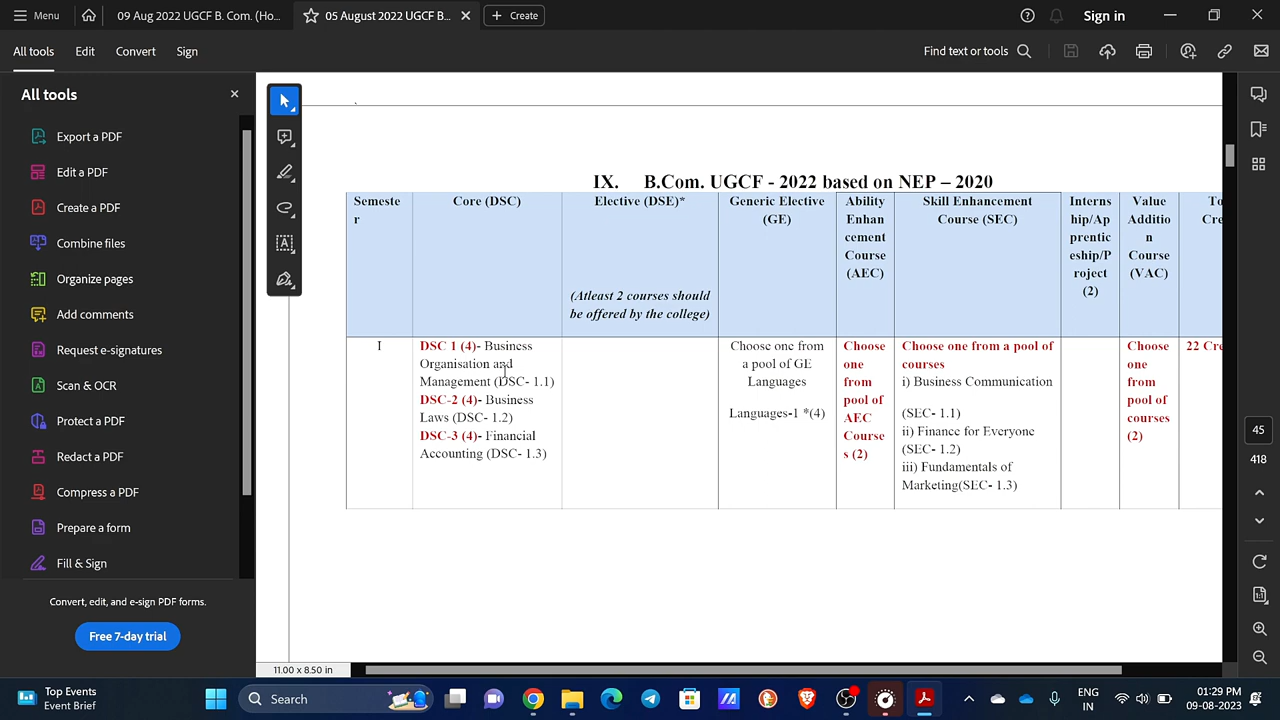 Menu
09 Aug 2022 UGCF B. Com. (Ho...
05 August 2022 UGCF B...
Create
Sign in
All tools
Edit
Convert
Sign
Find text or tools
All tools
Export a PDF
Edit a PDF
Create a PDF
Combine files
Organize pages
Add comments
Request e-signatures
Scan & OCR
Protect a PDF
Redact a PDF
Compress a PDF
Prepare a form
Fill & Sign
Convert, edit, and e-sign PDF forms.
Free 7-day trial
IX. B.Com. UGCF - 2022 based on NEP – 2020
Semeste
r
Core (DSC)
Elective (DSE)*
(Atleast 2 courses should
be offered by the college)
Generic Elective
(GE)
Ability
Enhan
cement
Course
(AEC)
Skill Enhancement
Course (SEC)
Interns
hip/Ap
prentic
eship/P
roject
(2)
Value
Additio
n
Course
(VAC)
To
Cre
I
DSC 1 (4)- Business
Organisation and
Management (DSC- 1.1)
DSC-2 (4)- Business
Laws (DSC- 1.2)
DSC-3 (4)- Financial
Accounting (DSC- 1.3)
Choose one from
a pool of GE
Languages
Languages-1 *(4)
Choose
one
from
pool of
AEC
Course
s (2)
Choose one from a pool of
courses
i) Business Communication
(SEC- 1.1)
ii) Finance for Everyone
(SEC- 1.2)
iii) Fundamentals of
Marketing(SEC- 1.3)
Choose
one
from
pool of
courses
(2)
22 Cre
45
418
11.00 x 8.50 in
Top Events
Event Brief
Search
ENG
IN
01:29 PM
09-08-2023